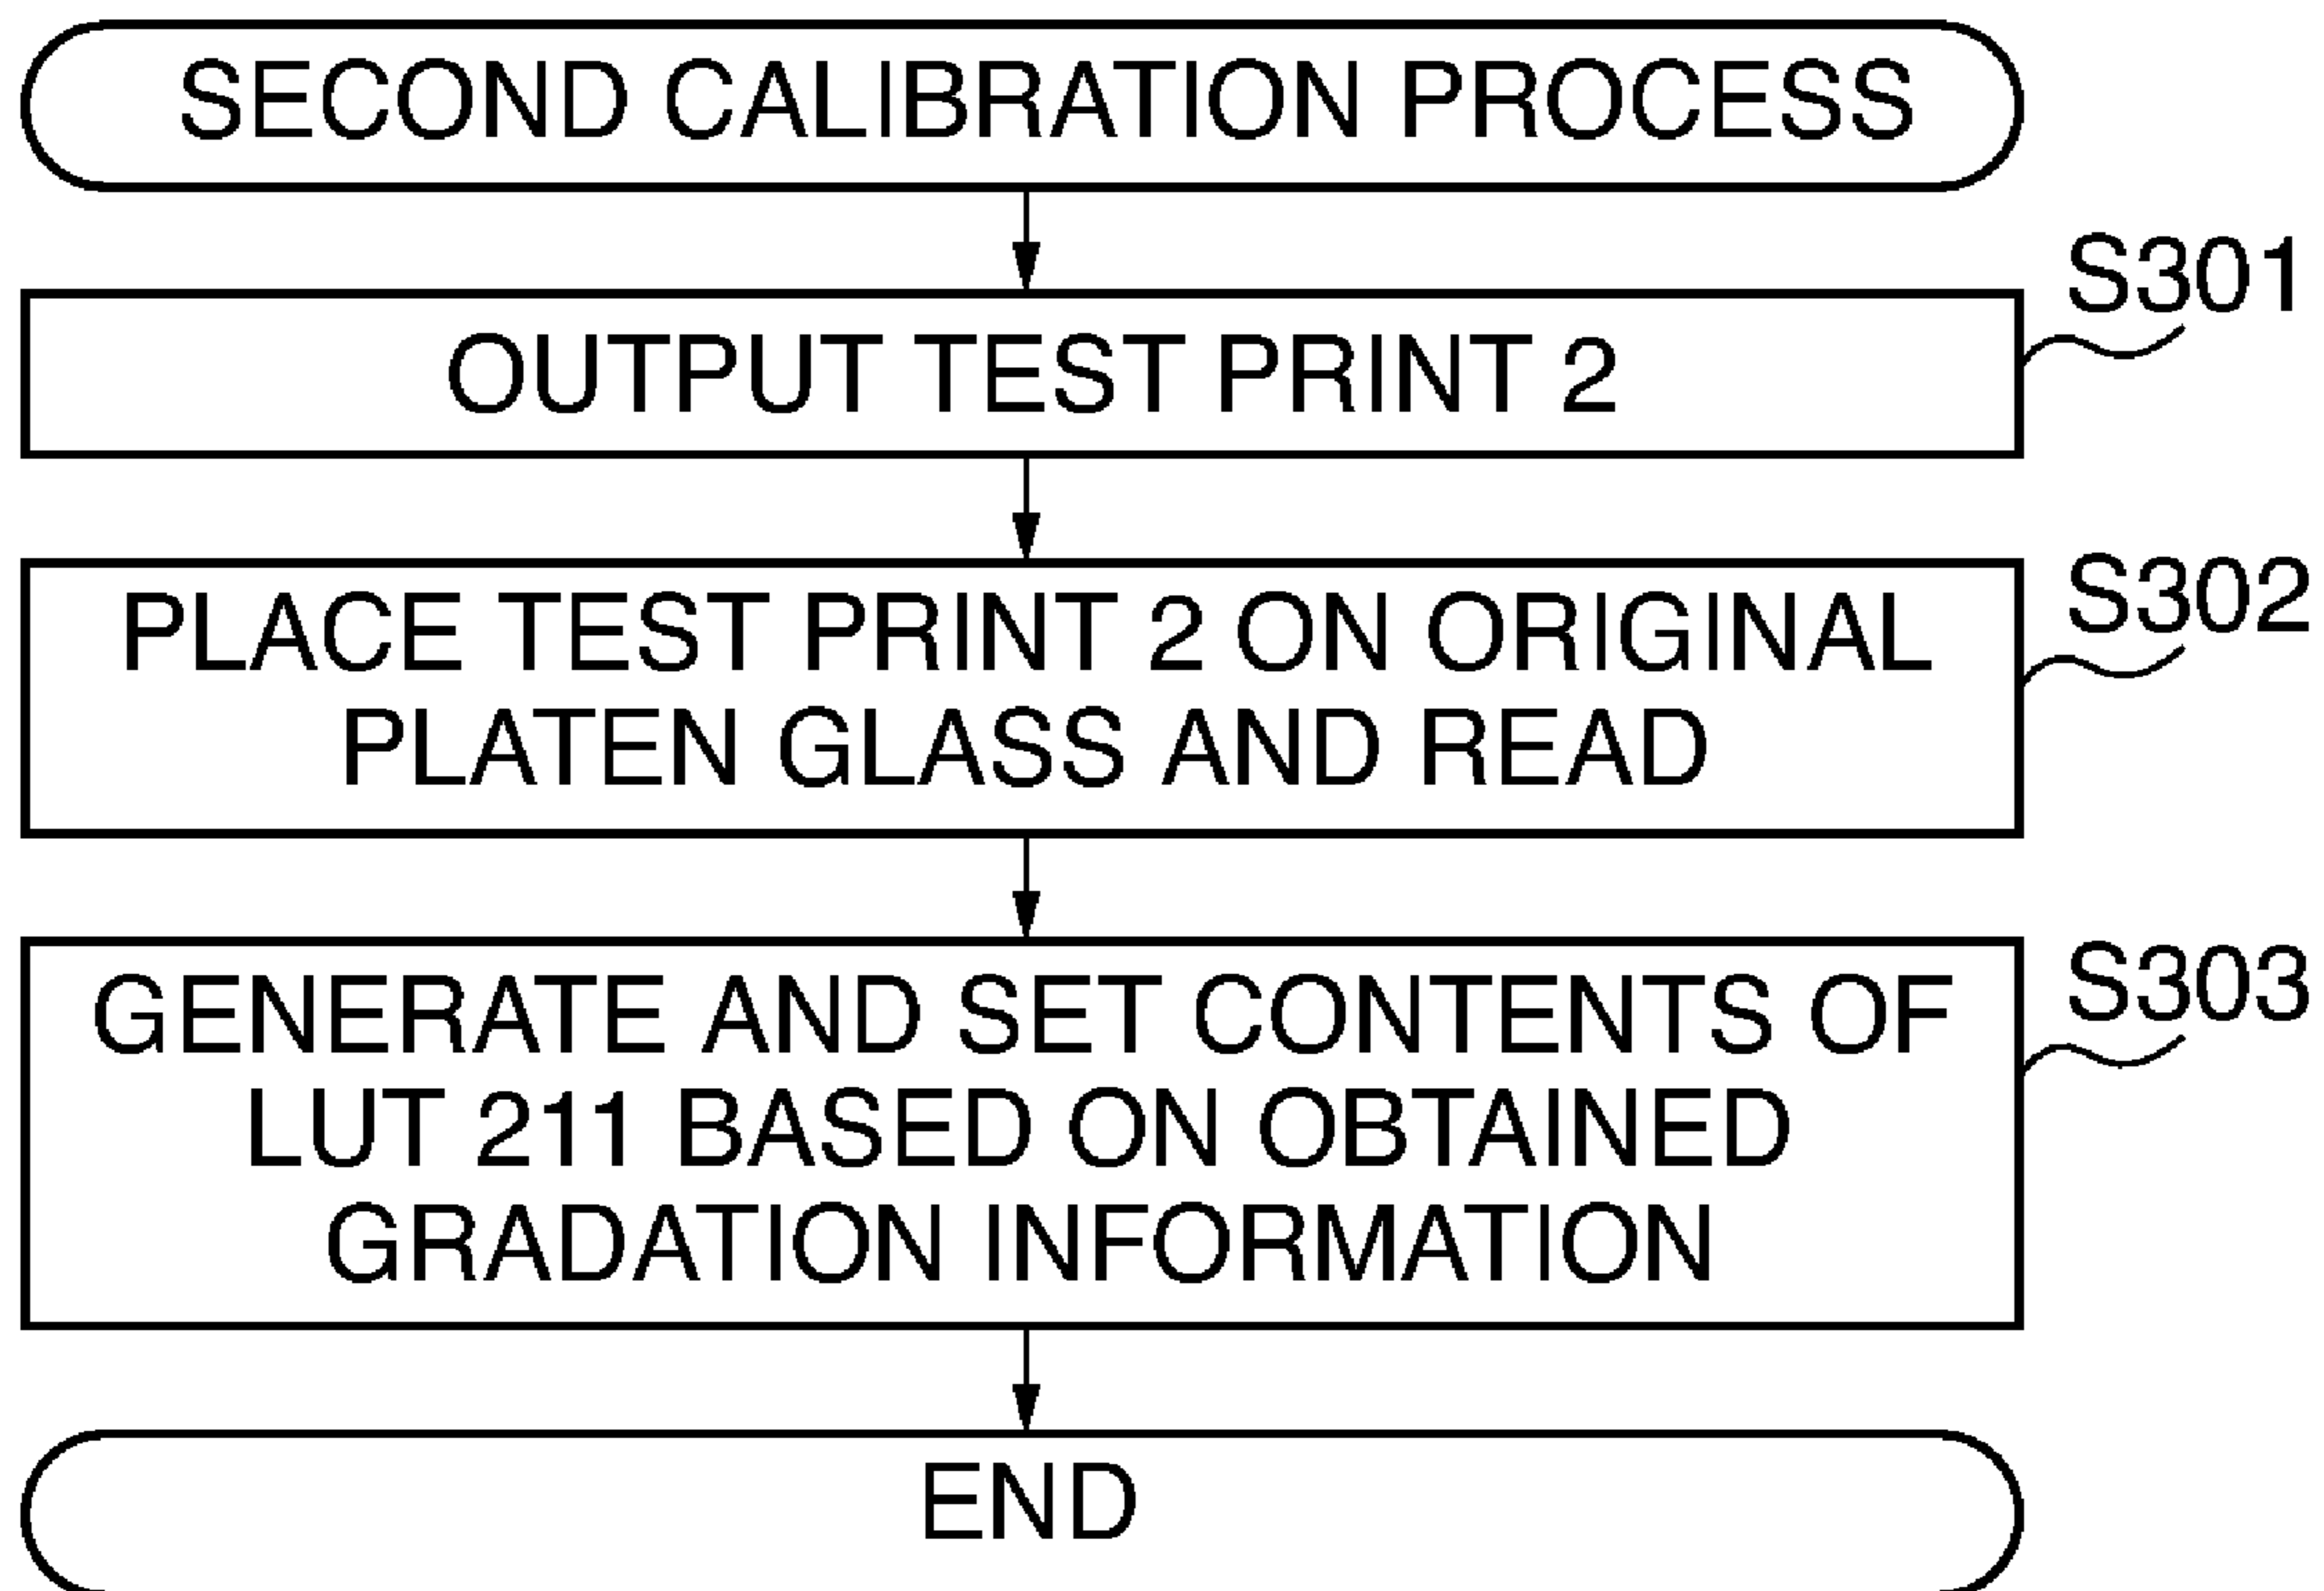 SECOND CALIBRATION PROCESS
S301
OUTPUT TEST PRINT 2
S302
PLACE TEST PRINT 2 ON ORIGINAL
PLATEN GLASS AND READ
S303
GENERATE AND SET CONTENTS OF
LUT 211 BASED ON OBTAINED
GRADATION INFORMATION
END